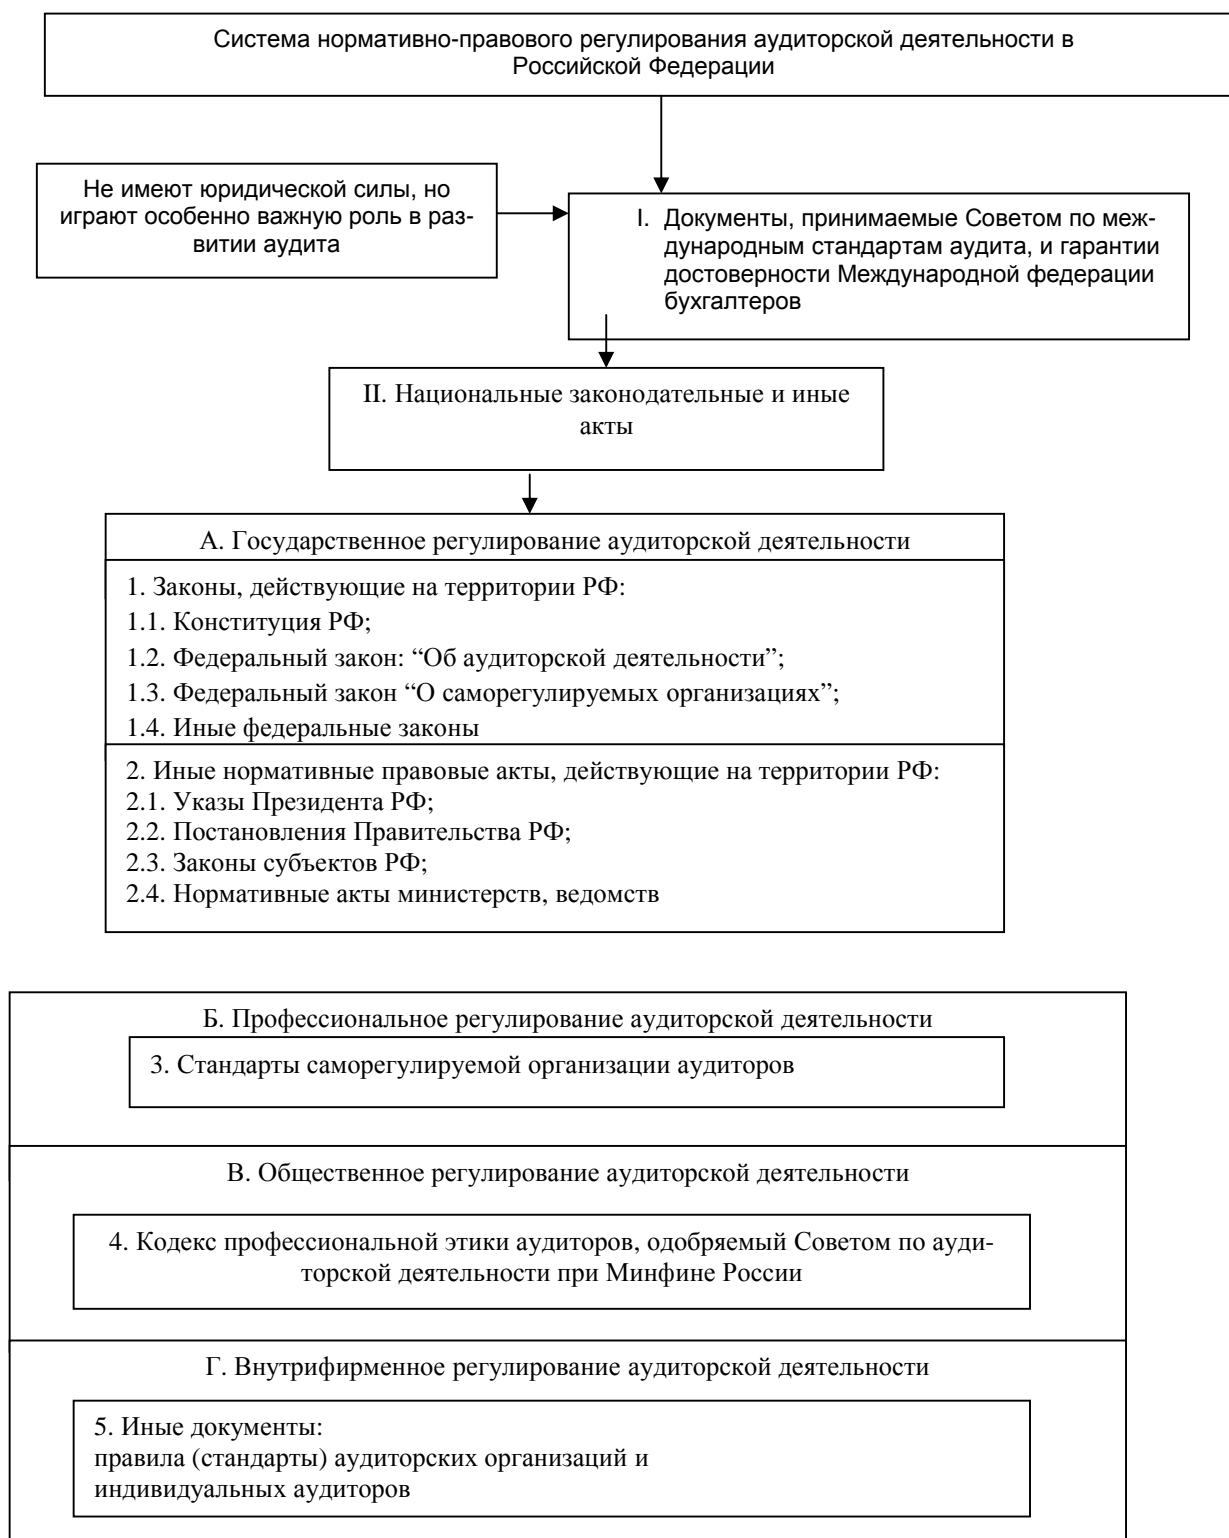 Система нормативно-правового регулирования аудиторской деятельности в
Российской Федерации
Не имеют юридической силы, но
играют особенно важную роль в раз-
витии аудита
I. Документы, принимаемые Советом по меж-
дународным стандартам аудита, и гарантии
достоверности Международной федерации
бухгалтеров
II. Национальные законодательные и иные
акты
А. Государственное регулирование аудиторской деятельности
1. Законы, действующие на территории РФ:
1.1. Конституция РФ;
1.2. Федеральный закон: “Об аудиторской деятельности”;
1.3. Федеральный закон “О саморегулируемых организациях”;
1.4. Иные федеральные законы
2. Иные нормативные правовые акты, действующие на территории РФ:
2.1. Указы Президента РФ;
2.2. Постановления Правительства РФ;
2.3. Законы субъектов РФ;
2.4. Нормативные акты министерств, ведомств
Б. Профессиональное регулирование аудиторской деятельности
3. Стандарты саморегулируемой организации аудиторов
В. Общественное регулирование аудиторской деятельности
4. Кодекс профессиональной этики аудиторов, одобряемый Советом по ауди-
торской деятельности при Минфине России
Г. Внутрифирменное регулирование аудиторской деятельности
5. Иные документы:
правила (стандарты) аудиторских организаций и
индивидуальных аудиторов